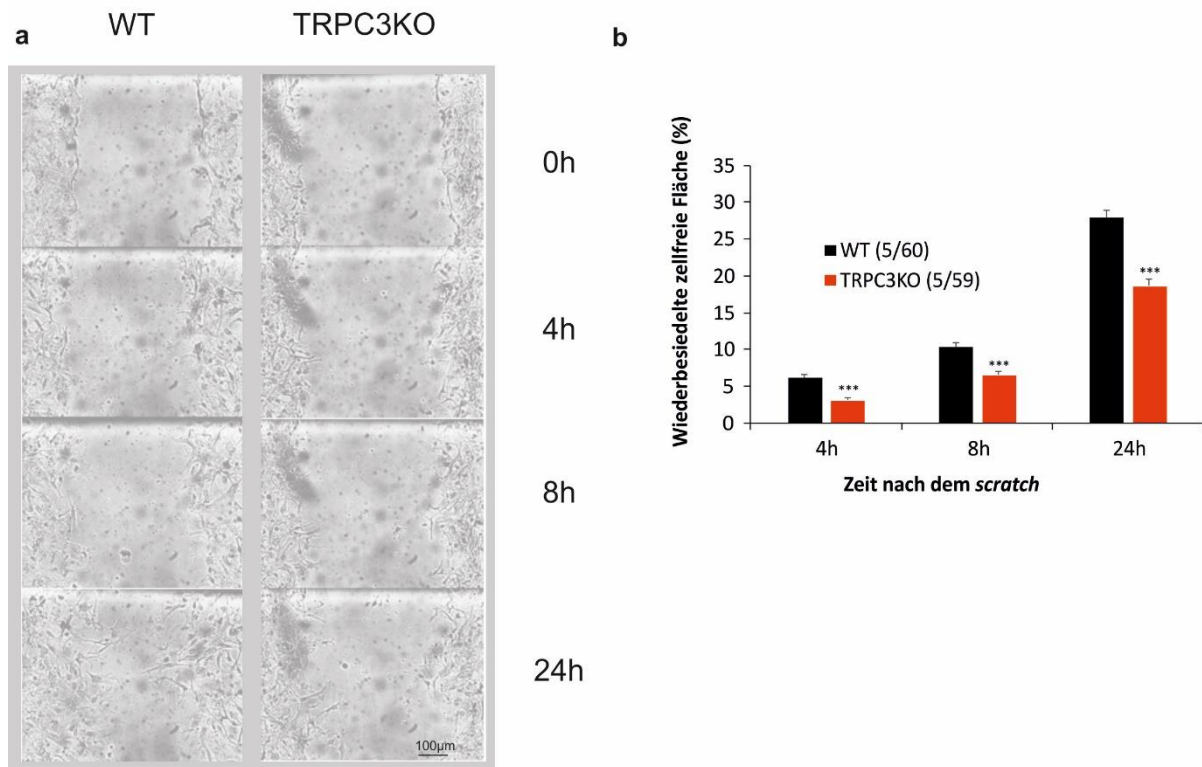 a
WT
TRPC3KO
0h
4h
8h
24h
100µm
b
Wiederbesiedelte zellfreie Fläche (%)
35
30
25
20
15
10
5
0
WT (5/60)
TRPC3KO (5/59)
***
***
***
4h
8h
24h
Zeit nach dem scratch